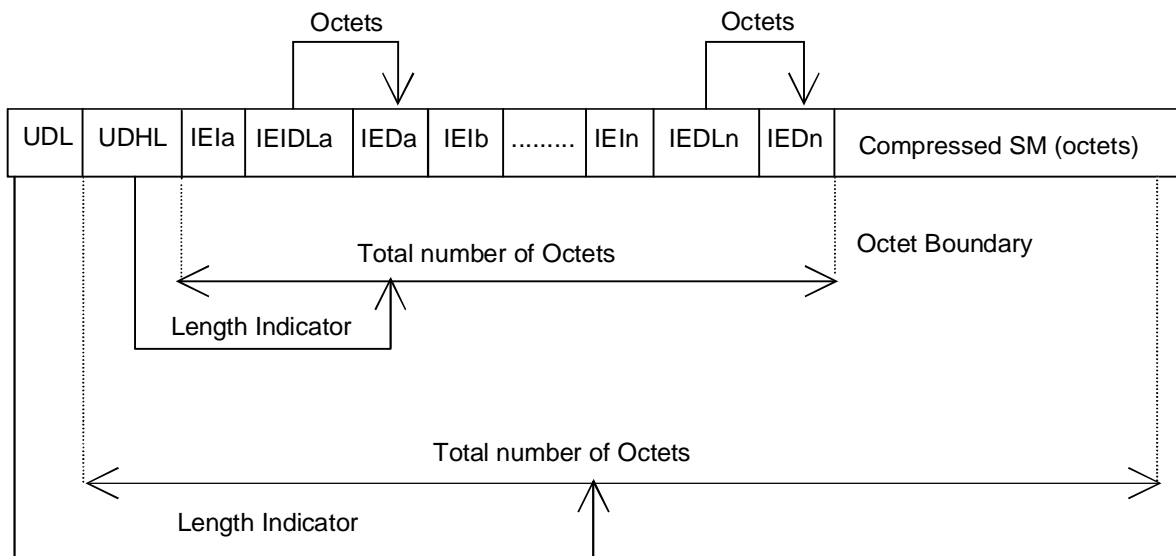 Octets Octets
UDL UDHL IEIa IEIDLa IEDa IEIb ......... IEIn IEDLn IEDn Compressed SM (octets)
Total number of Octets Octet Boundary
Length Indicator
Total number of Octets
Length Indicator